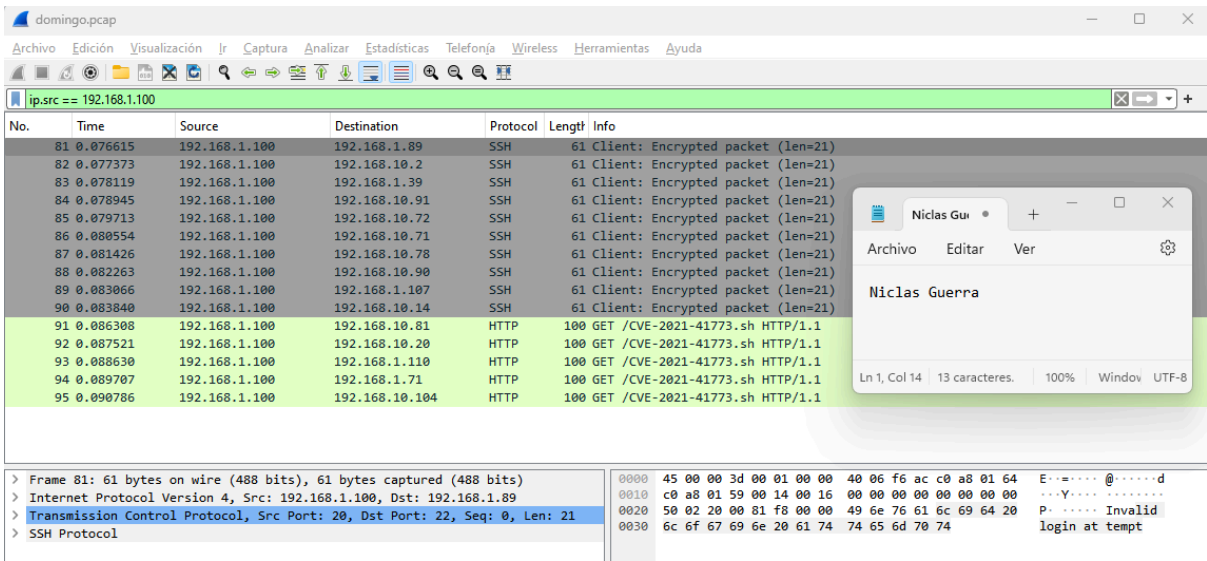 domingo.pcap
Archivo Edición Visualización Ir Captura Analizar Estadísticas Telefonía Wireless Herramientas Ayuda
ip.src == 192.168.1.100
No. Time Source Destination Protocol Length Info
81 0.076615 192.168.1.100 192.168.1.89 SSH 61 Client: Encrypted packet (len=21)
82 0.077373 192.168.1.100 192.168.10.2 SSH 61 Client: Encrypted packet (len=21)
83 0.078119 192.168.1.100 192.168.1.39 SSH 61 Client: Encrypted packet (len=21)
84 0.078945 192.168.1.100 192.168.10.91 SSH 61 Client: Encrypted packet (len=21)
85 0.079713 192.168.1.100 192.168.10.72 SSH 61 Client: Encrypted packet (len=21)
86 0.080554 192.168.1.100 192.168.10.71 SSH 61 Client: Encrypted packet (len=21)
87 0.081426 192.168.1.100 192.168.10.78 SSH 61 Client: Encrypted packet (len=21)
88 0.082263 192.168.1.100 192.168.10.90 SSH 61 Client: Encrypted packet (len=21)
89 0.083066 192.168.1.100 192.168.1.107 SSH 61 Client: Encrypted packet (len=21)
90 0.083840 192.168.1.100 192.168.10.14 SSH 61 Client: Encrypted packet (len=21)
91 0.086308 192.168.1.100 192.168.10.81 HTTP 100 GET /CVE-2021-41773.sh HTTP/1.1
92 0.087521 192.168.1.100 192.168.10.20 HTTP 100 GET /CVE-2021-41773.sh HTTP/1.1
93 0.088630 192.168.1.100 192.168.1.110 HTTP 100 GET /CVE-2021-41773.sh HTTP/1.1
94 0.089707 192.168.1.100 192.168.1.71 HTTP 100 GET /CVE-2021-41773.sh HTTP/1.1
95 0.090786 192.168.1.100 192.168.10.104 HTTP 100 GET /CVE-2021-41773.sh HTTP/1.1
Niclas Gu
Archivo Editar Ver
Niclas Guerra
Ln 1, Col 14 13 caracteres. 100% Window UTF-8
> Frame 81: 61 bytes on wire (488 bits), 61 bytes captured (488 bits)
> Internet Protocol Version 4, Src: 192.168.1.100, Dst: 192.168.1.89
> Transmission Control Protocol, Src Port: 20, Dst Port: 22, Seq: 0, Len: 21
> SSH Protocol
0000 45 00 00 3d 00 01 00 00 40 06 f6 ac c0 a8 01 64 E··=···· @······d
0010 c0 a8 01 59 00 14 00 16 00 00 00 00 00 00 00 00 ···Y···· ········
0020 50 02 20 00 81 f8 00 00 49 6e 76 61 6c 69 64 20 P· ····· Invalid
0030 6c 6f 67 69 6e 20 61 74 74 65 6d 70 74 login at tempt